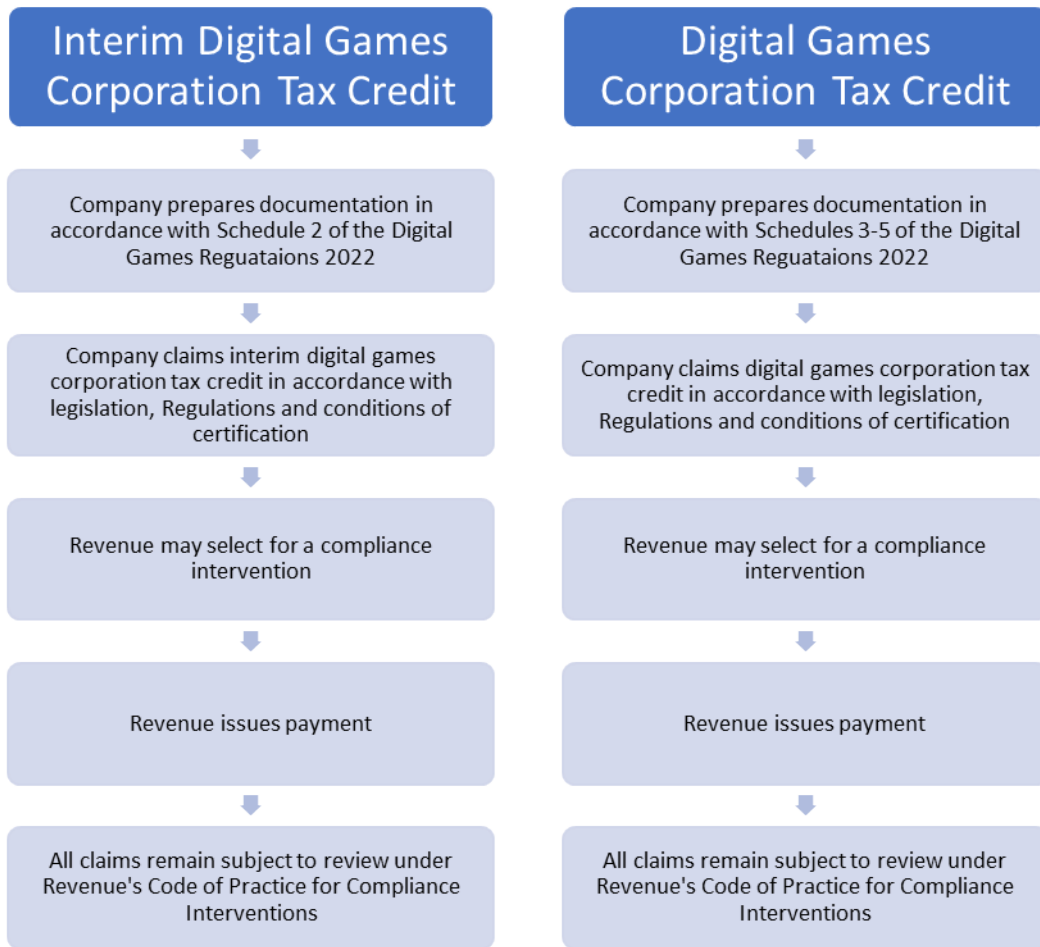 Interim Digital Games
Corporation Tax Credit
Company prepares documentation in
accordance with Schedule 2 of the Digital
Games Reguataions 2022
Company claims interim digital games
corporation tax credit in accordance with
legislation, Regulations and conditions of
certification
Revenue may select for a compliance
intervention
Revenue issues payment
All claims remain subject to review under
Revenue's Code of Practice for Compliance
Interventions
Digital Games
Corporation Tax Credit
Company prepares documentation in
accordance with Schedules 3-5 of the Digital
Games Reguataions 2022
Company claims digital games corporation tax
credit in accordance with legislation,
Regulations and conditions of certification
Revenue may select for a compliance
intervention
Revenue issues payment
All claims remain subject to review under
Revenue's Code of Practice for Compliance
Interventions